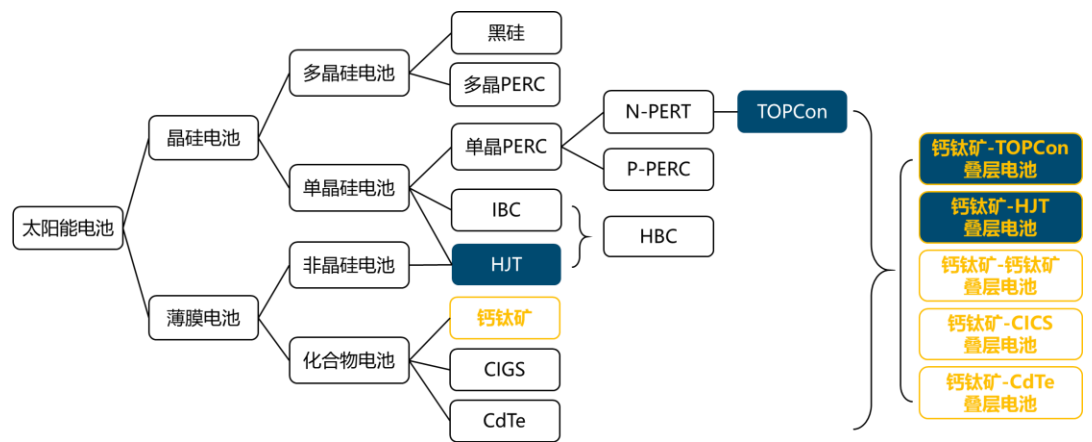 太阳能电池
晶硅电池
薄膜电池
多晶硅电池
单晶硅电池
非晶硅电池
化合物电池
黑硅
多晶PERC
单晶PERC
IBC
HJT
钙钛矿
CIGS
CdTe
N-PERT
P-PERC
HBC
TOPCon
钙钛矿-TOPCon
叠层电池
钙钛矿-HJT
叠层电池
钙钛矿-钙钛矿
叠层电池
钙钛矿-CICS
叠层电池
钙钛矿-CdTe
叠层电池